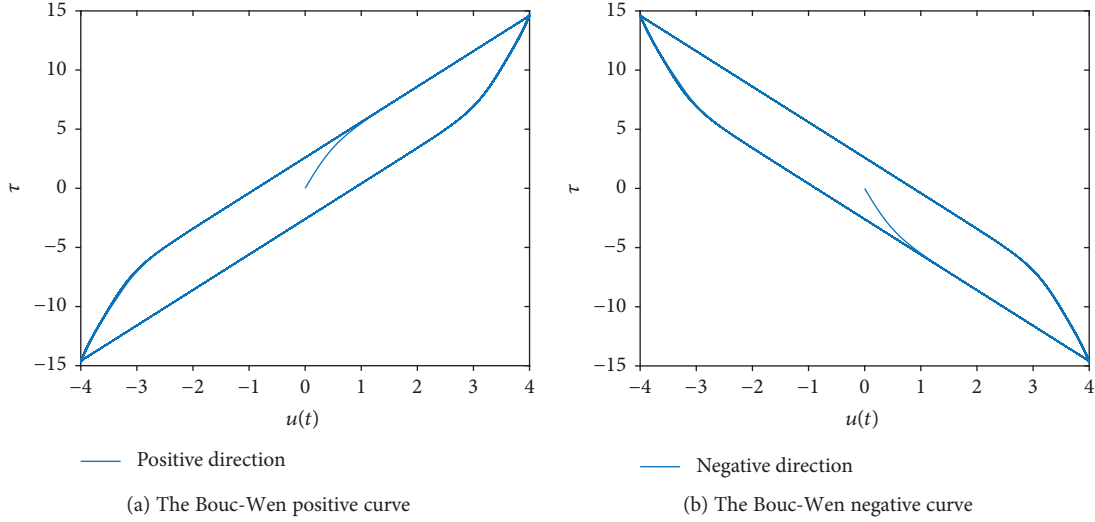 15
10
5
0
−5
−10
−15
τ
−4 −3 −2 −1 0 1 2 3 4
u(t)
Positive direction
(a) The Bouc-Wen positive curve
15
10
5
0
−5
−10
−15
τ
−4 −3 −2 −1 0 1 2 3 4
u(t)
Negative direction
(b) The Bouc-Wen negative curve